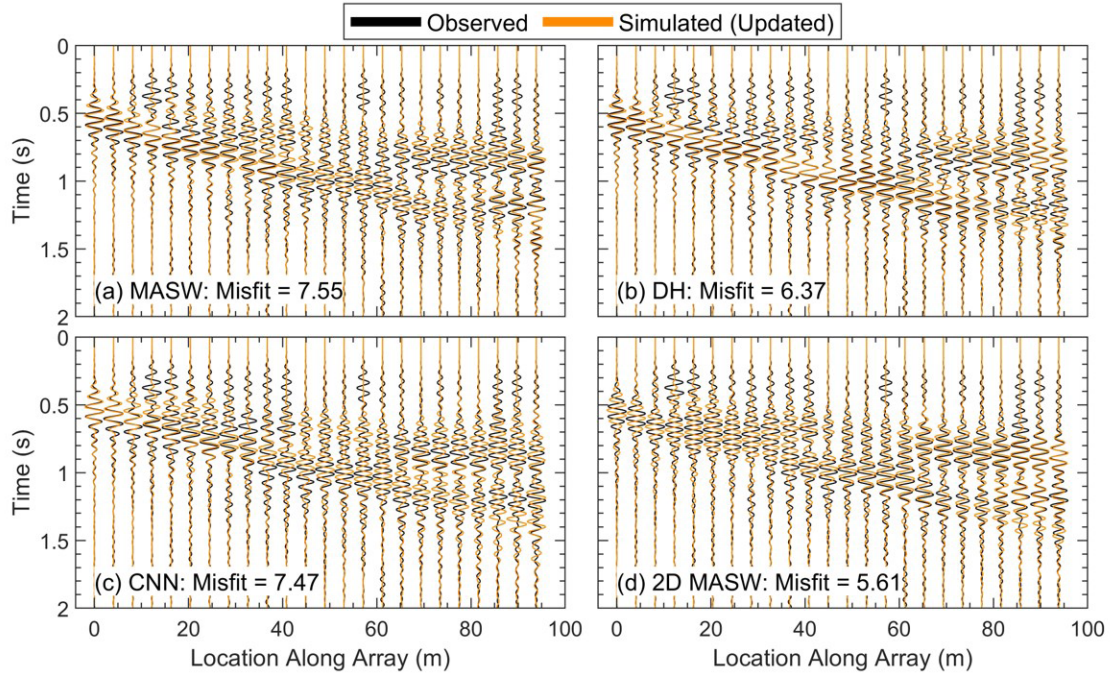 Observed Simulated (Updated)
0
0.5
1
1.5
2
Time (s)
(a) MASW: Misfit = 7.55
(b) DH: Misfit = 6.37
0
0.5
1
1.5
2
Time (s)
(c) CNN: Misfit = 7.47
(d) 2D MASW: Misfit = 5.61
0 20 40 60 80 100
0 20 40 60 80 100
Location Along Array (m)
Location Along Array (m)